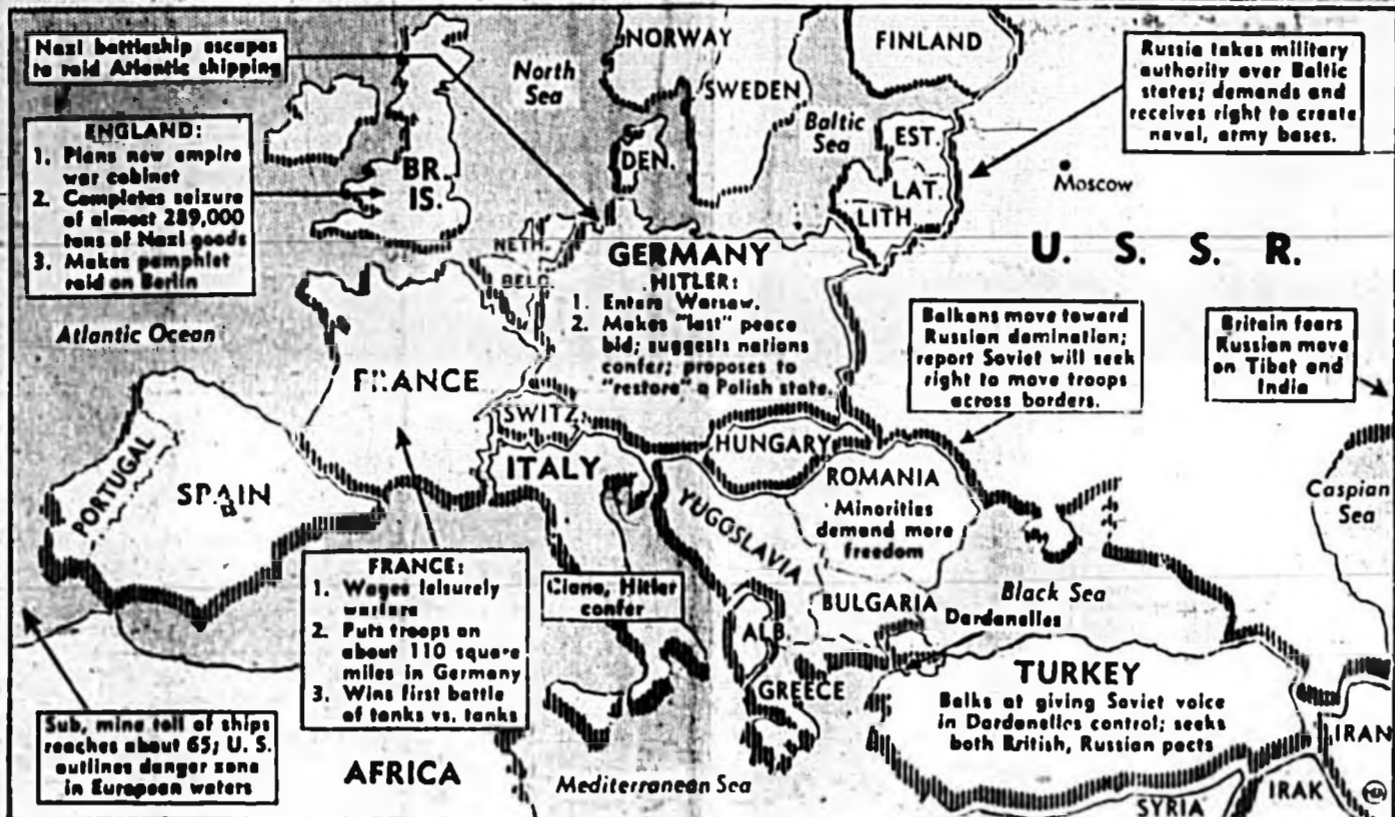 Nazi battleship escapes
to raid Atlantic shipping
ENGLAND:
1. Plans new empire
war cabinet
2. Completes seizure
of almost 289,000
tons of Nazi goods
3. Makes pamphlet
raid on Berlin
Atlantic Ocean
North
Sea
NORWAY
SWEDEN
FINLAND
Baltic
Sea
DEN.
EST.
LAT.
LITH.
BR.
IS.
NETH.
BELG.
Russia takes military
authority over Baltic
states; demands and
receives right to create
naval, army bases.
Moscow
U. S. S. R.
GERMANY
HITLER:
1. Enters Warsaw.
2. Makes "last" peace
bid; suggests nations
confer; proposes to
"restore" a Polish state.
Balkans move toward
Russian domination;
report Soviet will seek
right to move troops
across borders.
Britain fears
Russian move
on Tibet and
India
FRANCE
SWITZ.
ITALY
HUNGARY
ROMANIA
Minorities
demand more
freedom
YUGOSLAVIA
BULGARIA
ALB.
GREECE
PORTUGAL
SPAIN
Caspian
Sea
Black Sea
Dardanelles
FRANCE:
1. Wages leisurely
warfare
2. Puts troops on
about 110 square
miles in Germany
3. Wins first battle
of tanks vs. tanks
Ciano, Hitler
confer
TURKEY
Balks at giving Soviet voice
in Dardanelles control; seeks
both British, Russian pacts
Sub, mine toll of ships
reaches about 65; U. S.
outlines danger zone
in European waters
AFRICA
Mediterranean Sea
SYRIA
IRAK
IRAN
NEA